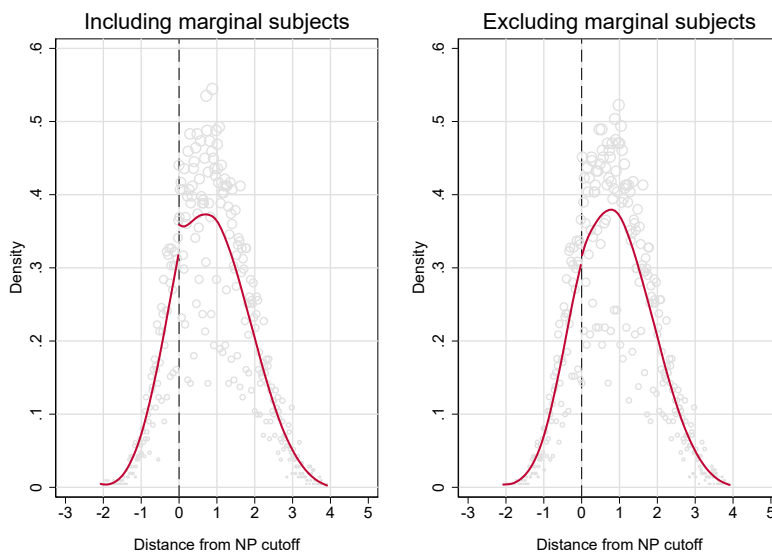 Including marginal subjects
Density
0 .1 .2 .3 .4 .5 .6
-3 -2 -1 0 1 2 3 4 5
Distance from NP cutoff
Excluding marginal subjects
Density
0 .1 .2 .3 .4 .5 .6
-3 -2 -1 0 1 2 3 4 5
Distance from NP cutoff